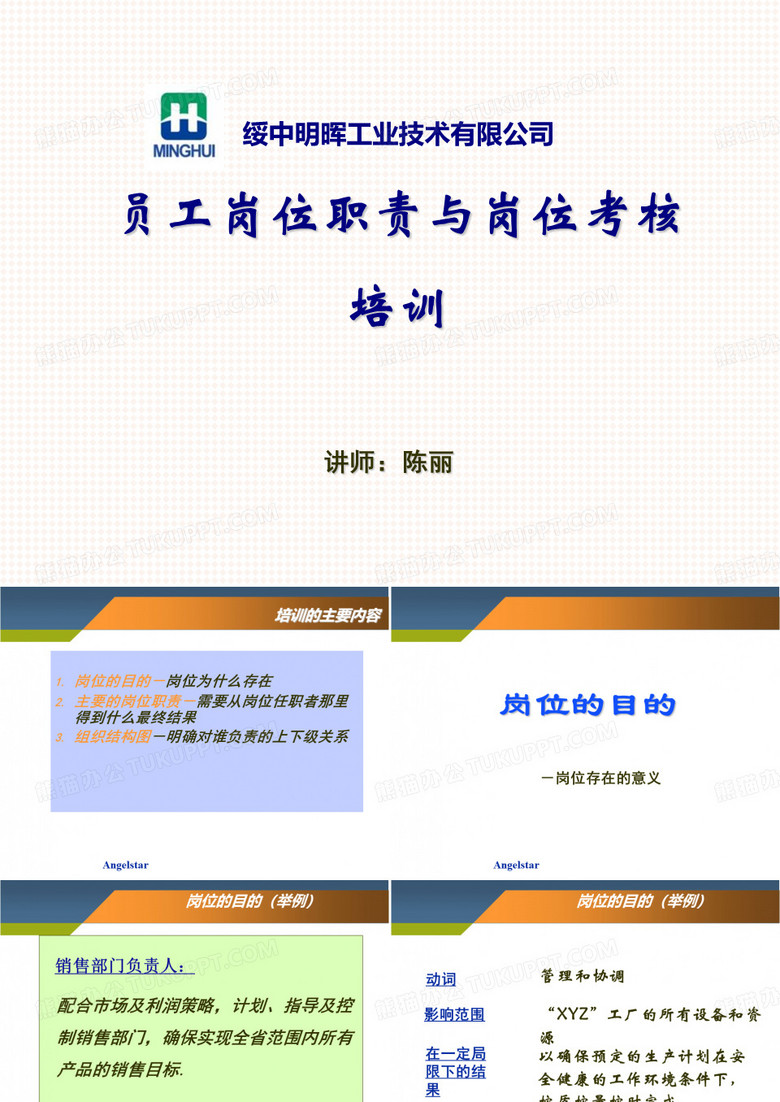 MINGHUI
绥中明晖工业技术有限公司
员工岗位职责与岗位考核
培训
讲师：陈丽
培训的主要内容
1. 岗位的目的－岗位为什么存在
2. 主要的岗位职责－需要从岗位任职者那里
得到什么最终结果
3. 组织结构图－明确对谁负责的上下级关系
Angelstar
岗位的目的
－岗位存在的意义
Angelstar
岗位的目的（举例）
销售部门负责人：
配合市场及利润策略，计划、指导及控
制销售部门，确保实现全省范围内所有
产品的销售目标.
岗位的目的（举例）
动词
管理和协调
影响范围
“XYZ”工厂的所有设备和资
源
在一定局
限下的结
果
以确保预定的生产计划在安
全健康的工作环境条件下，
按质按量按时完成
熊猫办公 TUKUPPT.COM